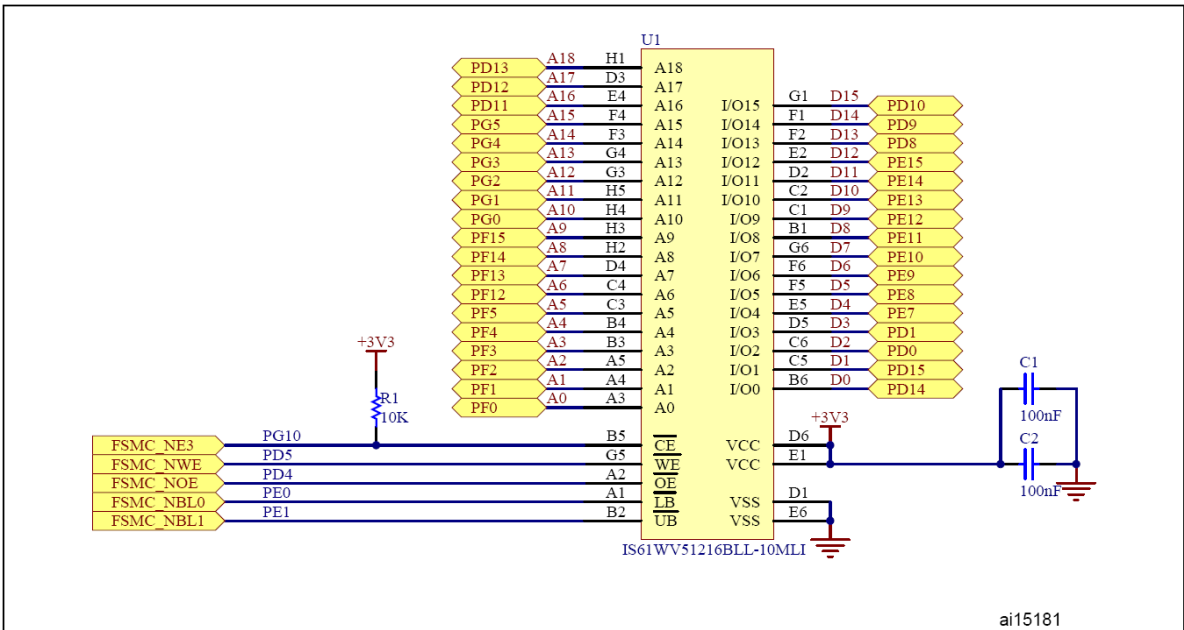 U1
PD13 A18 H1 A18
PD12 A17 D3 A17
PD11 A16 E4 A16 I/O15 G1 D15 PD10
PG5 A15 F4 A15 I/O14 F1 D14 PD9
PG4 A14 F3 A14 I/O13 F2 D13 PD8
PG3 A13 G4 A13 I/O12 E2 D12 PE15
PG2 A12 G3 A12 I/O11 D2 D11 PE14
PG1 A11 H5 A11 I/O10 C2 D10 PE13
PG0 A10 H4 A10 I/O9 C1 D9 PE12
PF15 A9 H3 A9 I/O8 B1 D8 PE11
PF14 A8 H2 A8 I/O7 G6 D7 PE10
PF13 A7 D4 A7 I/O6 F6 D6 PE9
PF12 A6 C4 A6 I/O5 F5 D5 PE8
PF5 A5 C3 A5 I/O4 E5 D4 PE7
PF4 A4 B4 A4 I/O3 D5 D3 PD1
PF3 A3 B3 A3 I/O2 C6 D2 PD0
PF2 A2 A5 A2 I/O1 C5 D1 PD15
PF1 A1 A4 A1 I/O0 B6 D0 PD14
PF0 A0 A3 A0
+3V3
R1
10K
+3V3
C1
100nF
C2
100nF
FSMC_NE3 PG10 B5 CE VCC D6
FSMC_NWE PD5 G5 WE VCC E1
FSMC_NOE PD4 A2 OE
FSMC_NBL0 PE0 A1 LB VSS D1
FSMC_NBL1 PE1 B2 UB VSS E6
IS61WV51216BLL-10MLI
ai15181